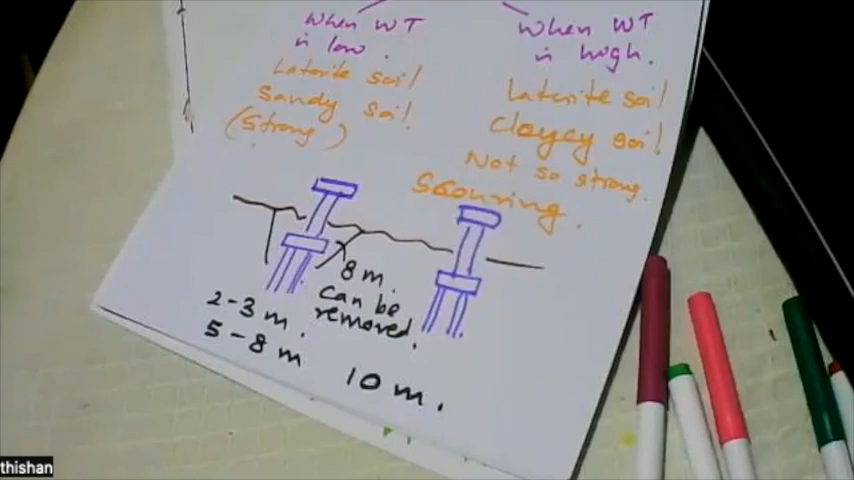 when WT
is low.
Laterite soil
Sandy soil.
(Strong)
when WT
is high.
Laterite soil
Clayey soil
Not so strong.
Scouring.
8 m.
can be
removed.
2-3 m.
5-8 m
10 m.
thishan